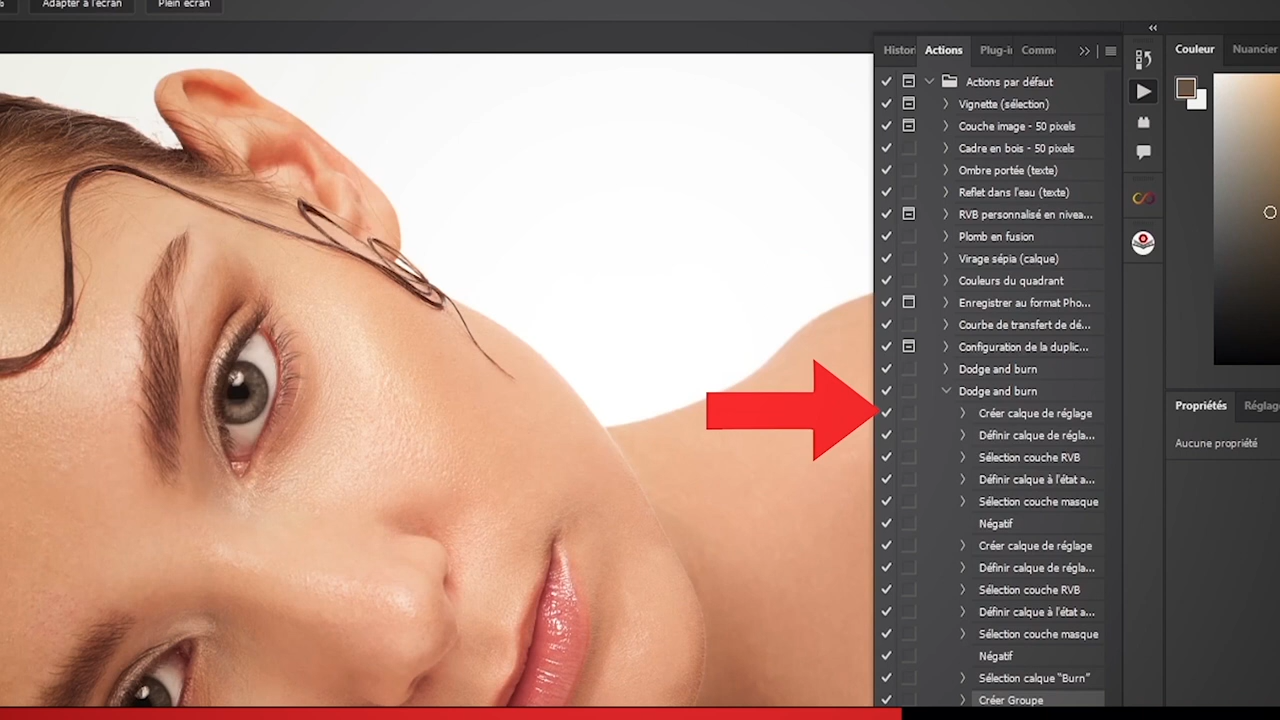 Adapter à l'écran
Plein écran
Histori
Actions
Plug-in
Comme
Actions par défaut
Vignette (sélection)
Couche image - 50 pixels
Cadre en bois - 50 pixels
Ombre portée (texte)
Reflet dans l'eau (texte)
RVB personnalisé en nivea...
Plomb en fusion
Virage sépia (calque)
Couleurs du quadrant
Enregistrer au format Pho...
Courbe de transfert de dé...
Configuration de la duplic...
Dodge and burn
Dodge and burn
Créer calque de réglage
Définir calque de régla...
Sélection couche RVB
Définir calque à l'état a...
Sélection couche masque
Négatif
Créer calque de réglage
Définir calque de régla...
Sélection couche RVB
Définir calque à l'état a...
Sélection couche masque
Négatif
Sélection calque "Burn"
Créer Groupe
Couleur
Nuancier
Propriétés
Réglag
Aucune propriété